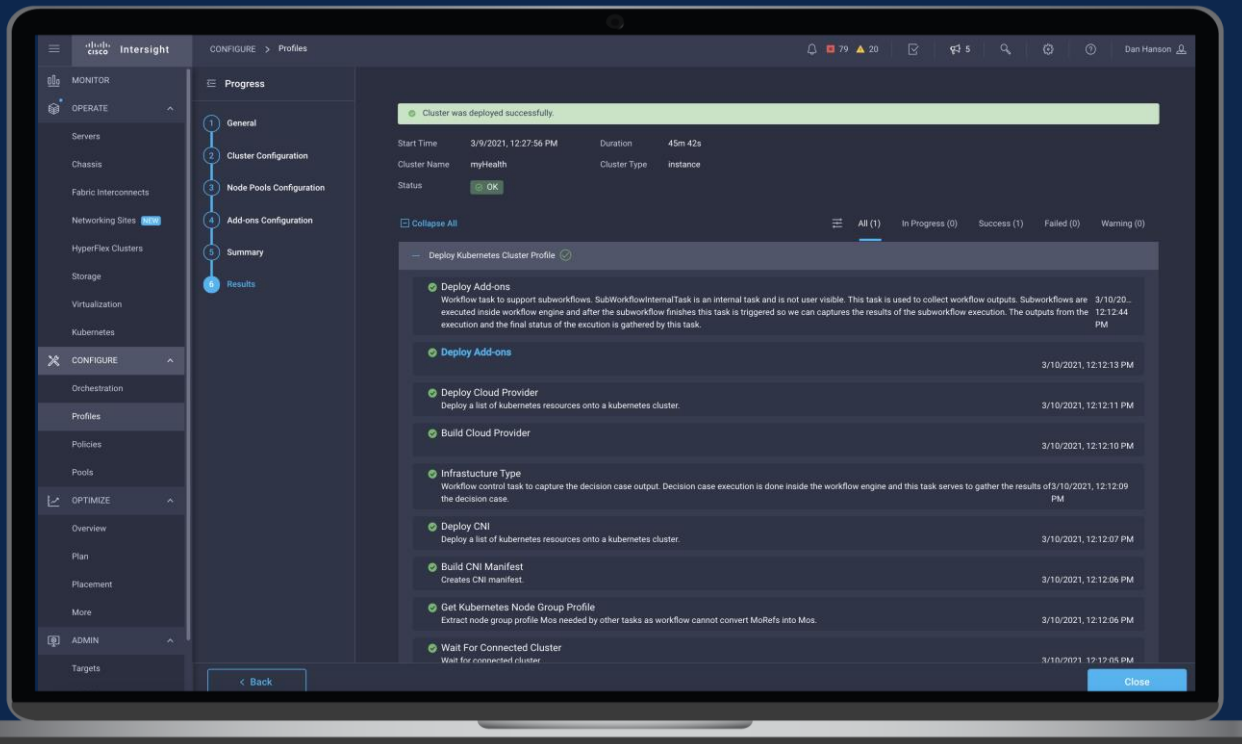 cisco Intersight
CONFIGURE > Profiles
79 20
5
Dan Hanson
MONITOR
OPERATE
Servers
Chassis
Fabric Interconnects
Networking Sites NEW
HyperFlex Clusters
Storage
Virtualization
Kubernetes
CONFIGURE
Orchestration
Profiles
Policies
Pools
OPTIMIZE
Overview
Plan
Placement
More
ADMIN
Targets
Progress
1 General
2 Cluster Configuration
3 Node Pools Configuration
4 Add-ons Configuration
5 Summary
6 Results
Cluster was deployed successfully.
Start Time 3/9/2021, 12:27:56 PM Duration 45m 42s
Cluster Name myHealth Cluster Type instance
Status OK
Collapse All
All (1) In Progress (0) Success (1) Failed (0) Warning (0)
Deploy Kubernetes Cluster Profile
Deploy Add-ons
Workflow task to support subworkflows. SubWorkflowInternalTask is an internal task and is not user visible. This task is used to collect workflow outputs. Subworkflows are 3/10/20...
executed inside workflow engine and after the subworkflow finishes this task is triggered so we can captures the results of the subworkflow execution. The outputs from the 12:12:44
execution and the final status of the excution is gathered by this task. PM
Deploy Add-ons
3/10/2021, 12:12:13 PM
Deploy Cloud Provider
Deploy a list of kubernetes resources onto a kubernetes cluster. 3/10/2021, 12:12:11 PM
Build Cloud Provider
3/10/2021, 12:12:10 PM
Infrastucture Type
Workflow control task to capture the decision case output. Decision case execution is done inside the workflow engine and this task serves to gather the results of3/10/2021, 12:12:09
the decision case. PM
Deploy CNI
Deploy a list of kubernetes resources onto a kubernetes cluster. 3/10/2021, 12:12:07 PM
Build CNI Manifest
Creates CNI manifest. 3/10/2021, 12:12:06 PM
Get Kubernetes Node Group Profile
Extract node group profile Mos needed by other tasks as workflow cannot convert MoRefs into Mos. 3/10/2021, 12:12:06 PM
Wait For Connected Cluster
Wait for connected cluster 3/10/2021, 12:12:05 PM
< Back
Close